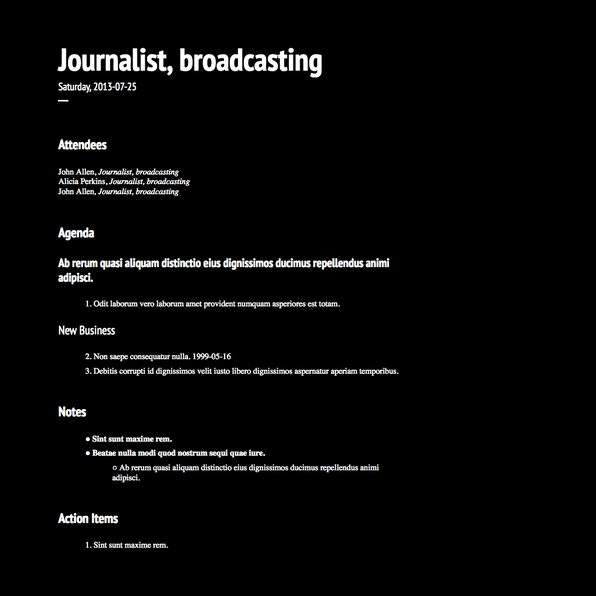 Journalist, broadcasting
Saturday, 2013-07-25
—
Attendees
John Allen, Journalist, broadcasting
Alicia Perkins, Journalist, broadcasting
John Allen, Journalist, broadcasting
Agenda
Ab rerum quasi aliquam distinctio eius dignissimos ducimus repellendus animi
adipisci.
1. Odit laborum vero laborum amet provident numquam asperiores est totam.
New Business
2. Non saepe consequatur nulla. 1999-05-16
3. Debitis corrupti id dignissimos velit iusto libero dignissimos aspernatur aperiam temporibus.
Notes
● Sint sunt maxime rem.
● Beatae nulla modi quod nostrum sequi quae iure.
○ Ab rerum quasi aliquam distinctio eius dignissimos ducimus repellendus animi
adipisci.
Action Items
1. Sint sunt maxime rem.